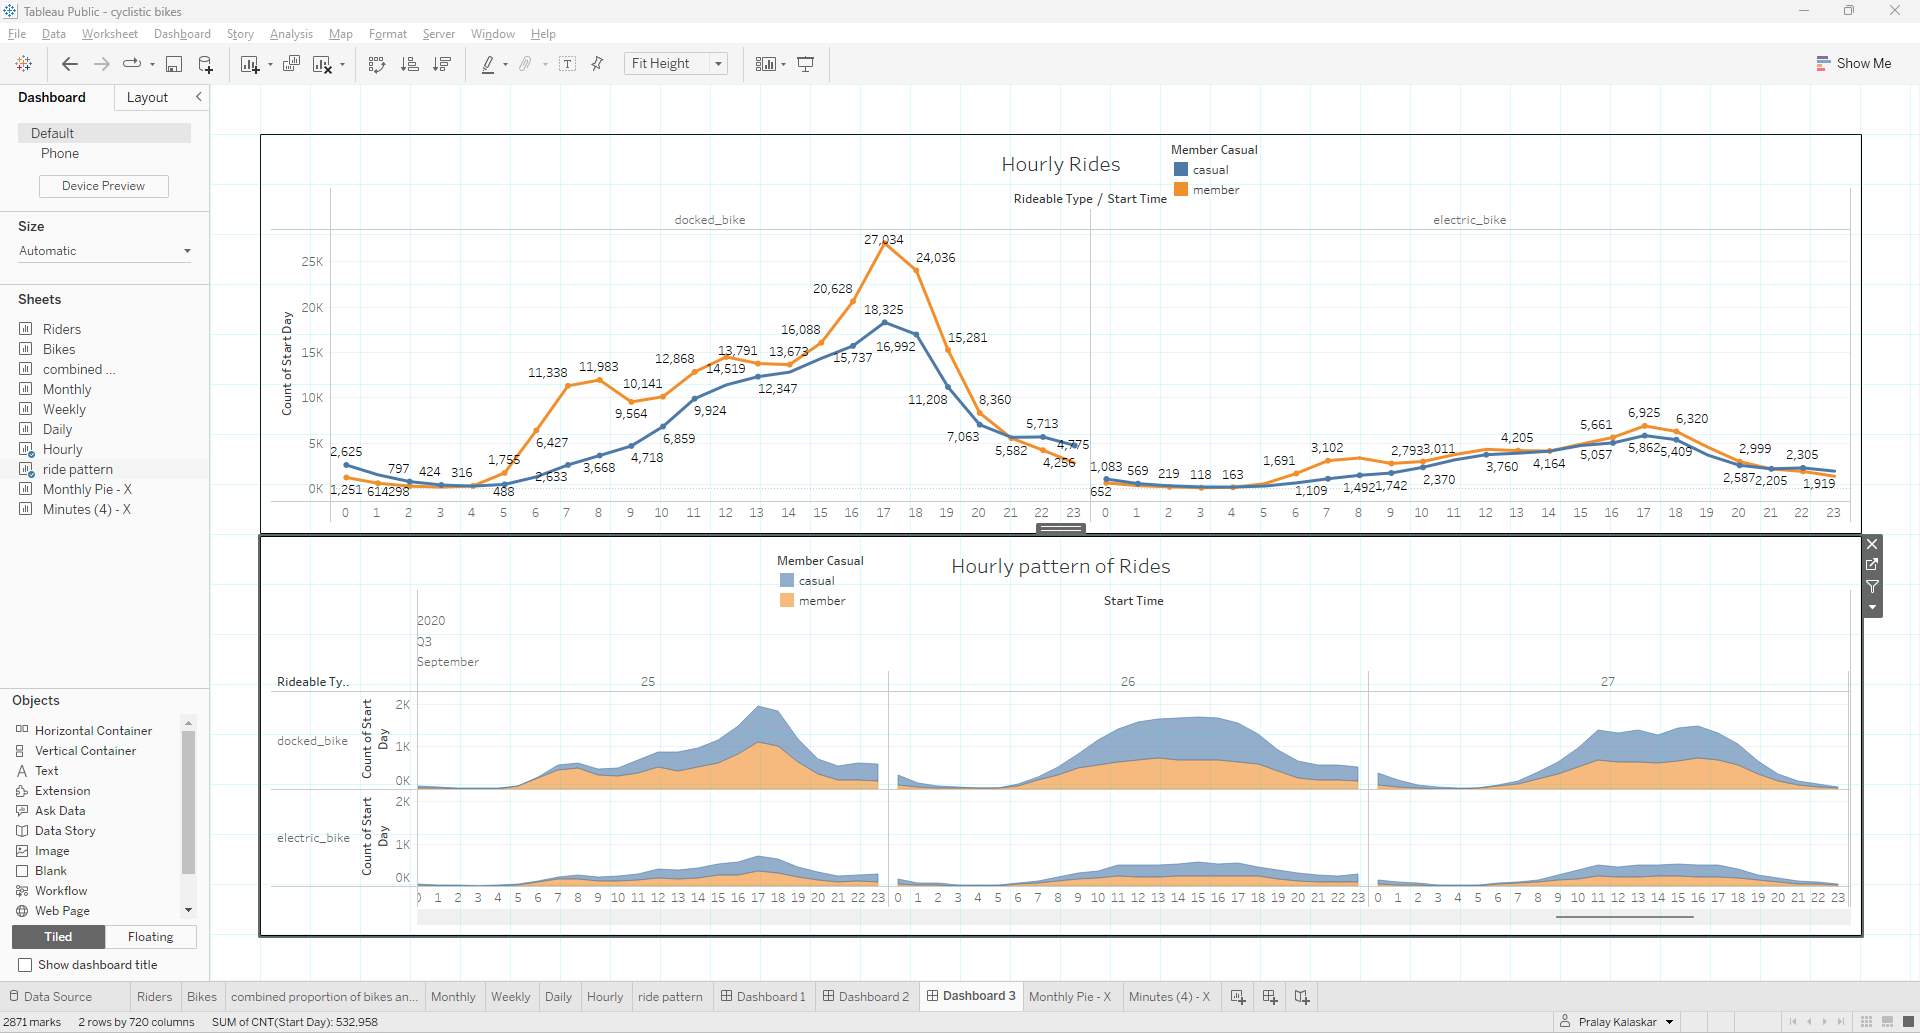 Tableau Public - cyclistic bikes
File Data Worksheet Dashboard Story Analysis Map Format Server Window Help
Fit Height
Show Me
Dashboard Layout
Default
Phone
Device Preview
Size
Automatic
Sheets
Riders
Bikes
combined ...
Monthly
Weekly
Daily
Hourly
ride pattern
Monthly Pie - X
Minutes (4) - X
Objects
Horizontal Container
Vertical Container
Text
Extension
Ask Data
Data Story
Image
Blank
Workflow
Web Page
Tiled Floating
Show dashboard title
Hourly Rides
Member Casual
casual
member
Rideable Type / Start Time
docked_bike electric_bike
Count of Start Day
25K
20K
15K
10K
5K
0K
27,034
24,036
20,628
18,325
16,088
15,281
16,992
13,791 13,673
15,737
12,868
14,519
11,338 11,983
10,141
12,347
9,564
9,924
11,208
8,360
6,427
6,859
7,063
5,713
4,775
5,582
4,256
4,718
3,668
2,633
2,625
797 424 316
1,755
1,251 614 298
488
1,083 569 219 118 163
652
1,691
3,102
2,793 3,011
4,205
5,661
6,925
6,320
1,109
1,492 1,742
2,370
3,760
4,164
5,057
5,862 5,409
2,999
2,305
2,587 2,205
1,919
0 1 2 3 4 5 6 7 8 9 10 11 12 13 14 15 16 17 18 19 20 21 22 23 0 1 2 3 4 5 6 7 8 9 10 11 12 13 14 15 16 17 18 19 20 21 22 23
Hourly pattern of Rides
Member Casual
casual
member
Start Time
2020
Q3
September
Rideable Ty.. 25 26 27
docked_bike
Count of Start Day
2K
1K
0K
electric_bike
Count of Start Day
2K
1K
0K
0 1 2 3 4 5 6 7 8 9 10 11 12 13 14 15 16 17 18 19 20 21 22 23 0 1 2 3 4 5 6 7 8 9 10 11 12 13 14 15 16 17 18 19 20 21 22 23 0 1 2 3 4 5 6 7 8 9 10 11 12 13 14 15 16 17 18 19 20 21 22 23
Data Source Riders Bikes combined proportion of bikes an... Monthly Weekly Daily Hourly ride pattern Dashboard 1 Dashboard 2 Dashboard 3 Monthly Pie - X Minutes (4) - X
2871 marks 2 rows by 720 columns SUM of CNT(Start Day): 532,958
Pralay Kalaskar